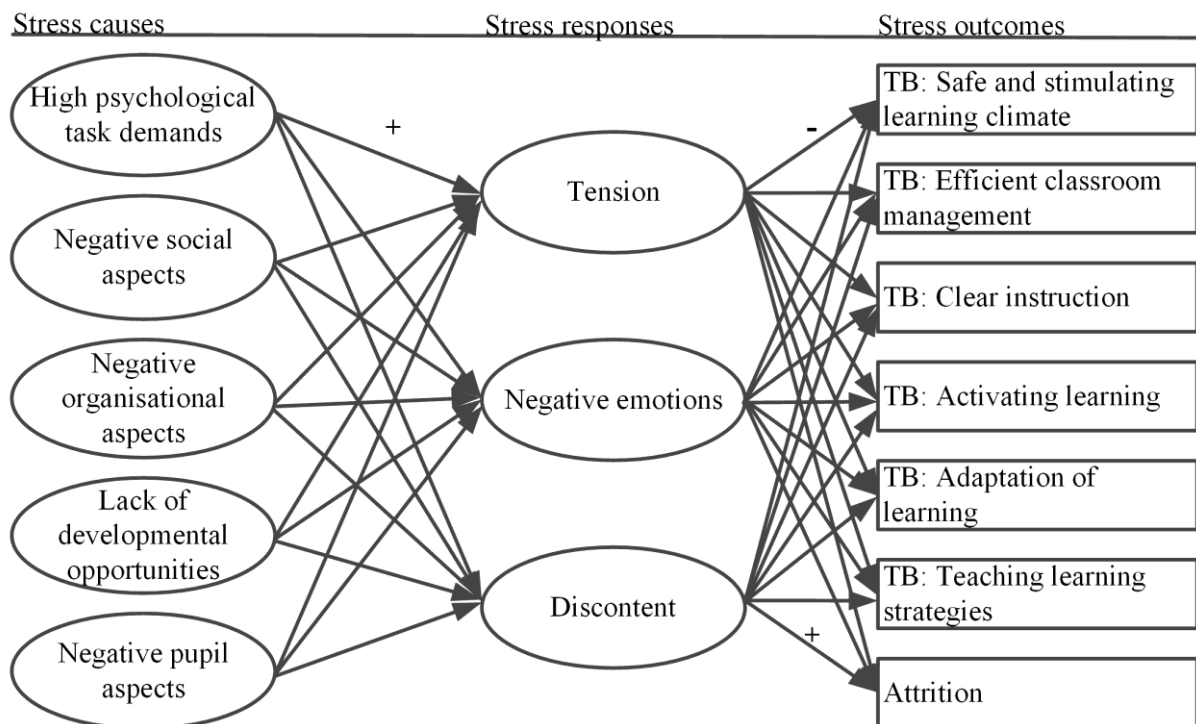 Stress causes
Stress responses
Stress outcomes
High psychological
task demands
Negative social
aspects
Negative
organisational
aspects
Lack of
developmental
opportunities
Negative pupil
aspects
+
Tension
Negative emotions
Discontent
-
+
TB: Safe and stimulating
learning climate
TB: Efficient classroom
management
TB: Clear instruction
TB: Activating learning
TB: Adaptation of
learning
TB: Teaching learning
strategies
Attrition